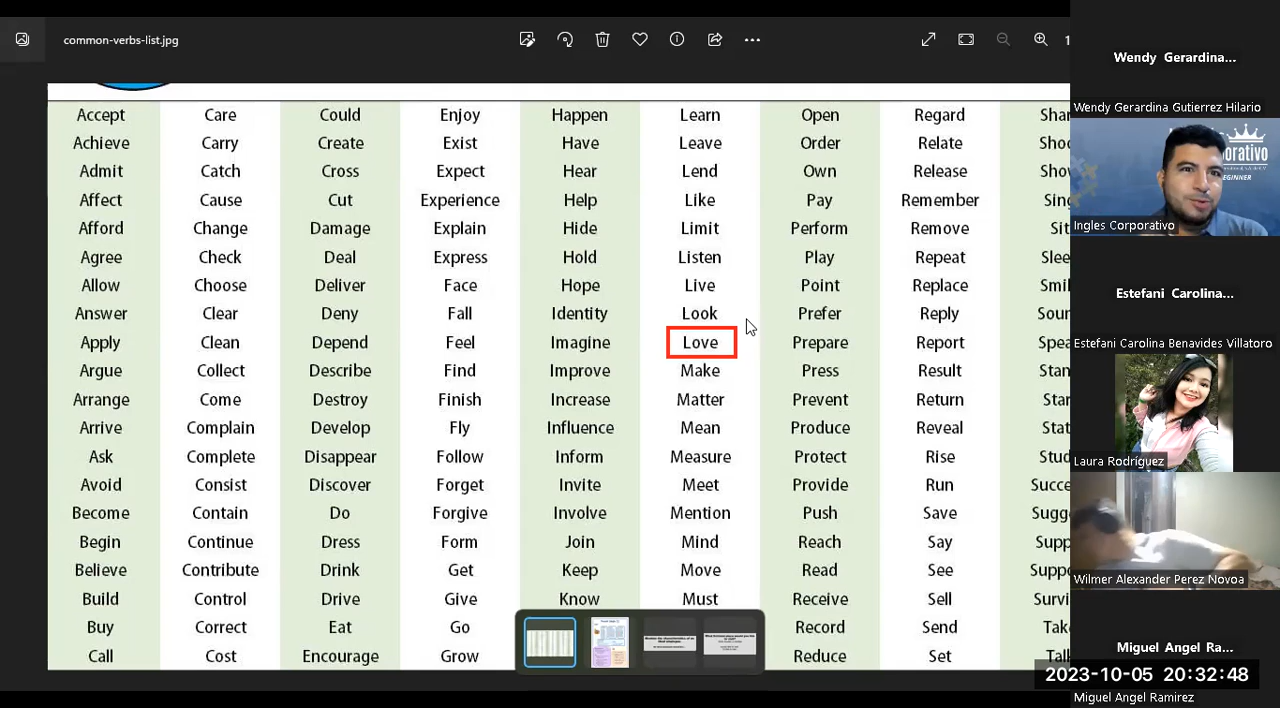 common-verbs-list.jpg
Accept Care Could Enjoy Happen Learn Open Regard
Achieve Carry Create Exist Have Leave Order Relate
Admit Catch Cross Expect Hear Lend Own Release
Affect Cause Cut Experience Help Like Pay Remember
Afford Change Damage Explain Hide Limit Perform Remove
Agree Check Deal Express Hold Listen Play Repeat
Allow Choose Deliver Face Hope Live Point Replace
Answer Clear Deny Fall Identity Look Prefer Reply
Apply Clean Depend Feel Imagine Love Prepare Report
Argue Collect Describe Find Improve Make Press Result
Arrange Come Destroy Finish Increase Matter Prevent Return
Arrive Complain Develop Fly Influence Mean Produce Reveal
Ask Complete Disappear Follow Inform Measure Protect Rise
Avoid Consist Discover Forget Invite Meet Provide Run
Become Contain Do Forgive Involve Mention Push Save
Begin Continue Dress Form Join Mind Reach Say
Believe Contribute Drink Get Keep Move Read See
Build Control Drive Give Know Must Receive Sell
Buy Correct Eat Go Record Send
Call Cost Encourage Grow Reduce Set
Wendy Gerardina...
Wendy Gerardina Gutierrez Hilario
BEGINNER
Ingles Corporativo
Estefani Carolina...
Estefani Carolina Benavides Villatoro
Laura Rodríguez
Wilmer Alexander Perez Novoa
Miguel Angel Ra...
2023-10-05 20:32:48
Miguel Angel Ramirez